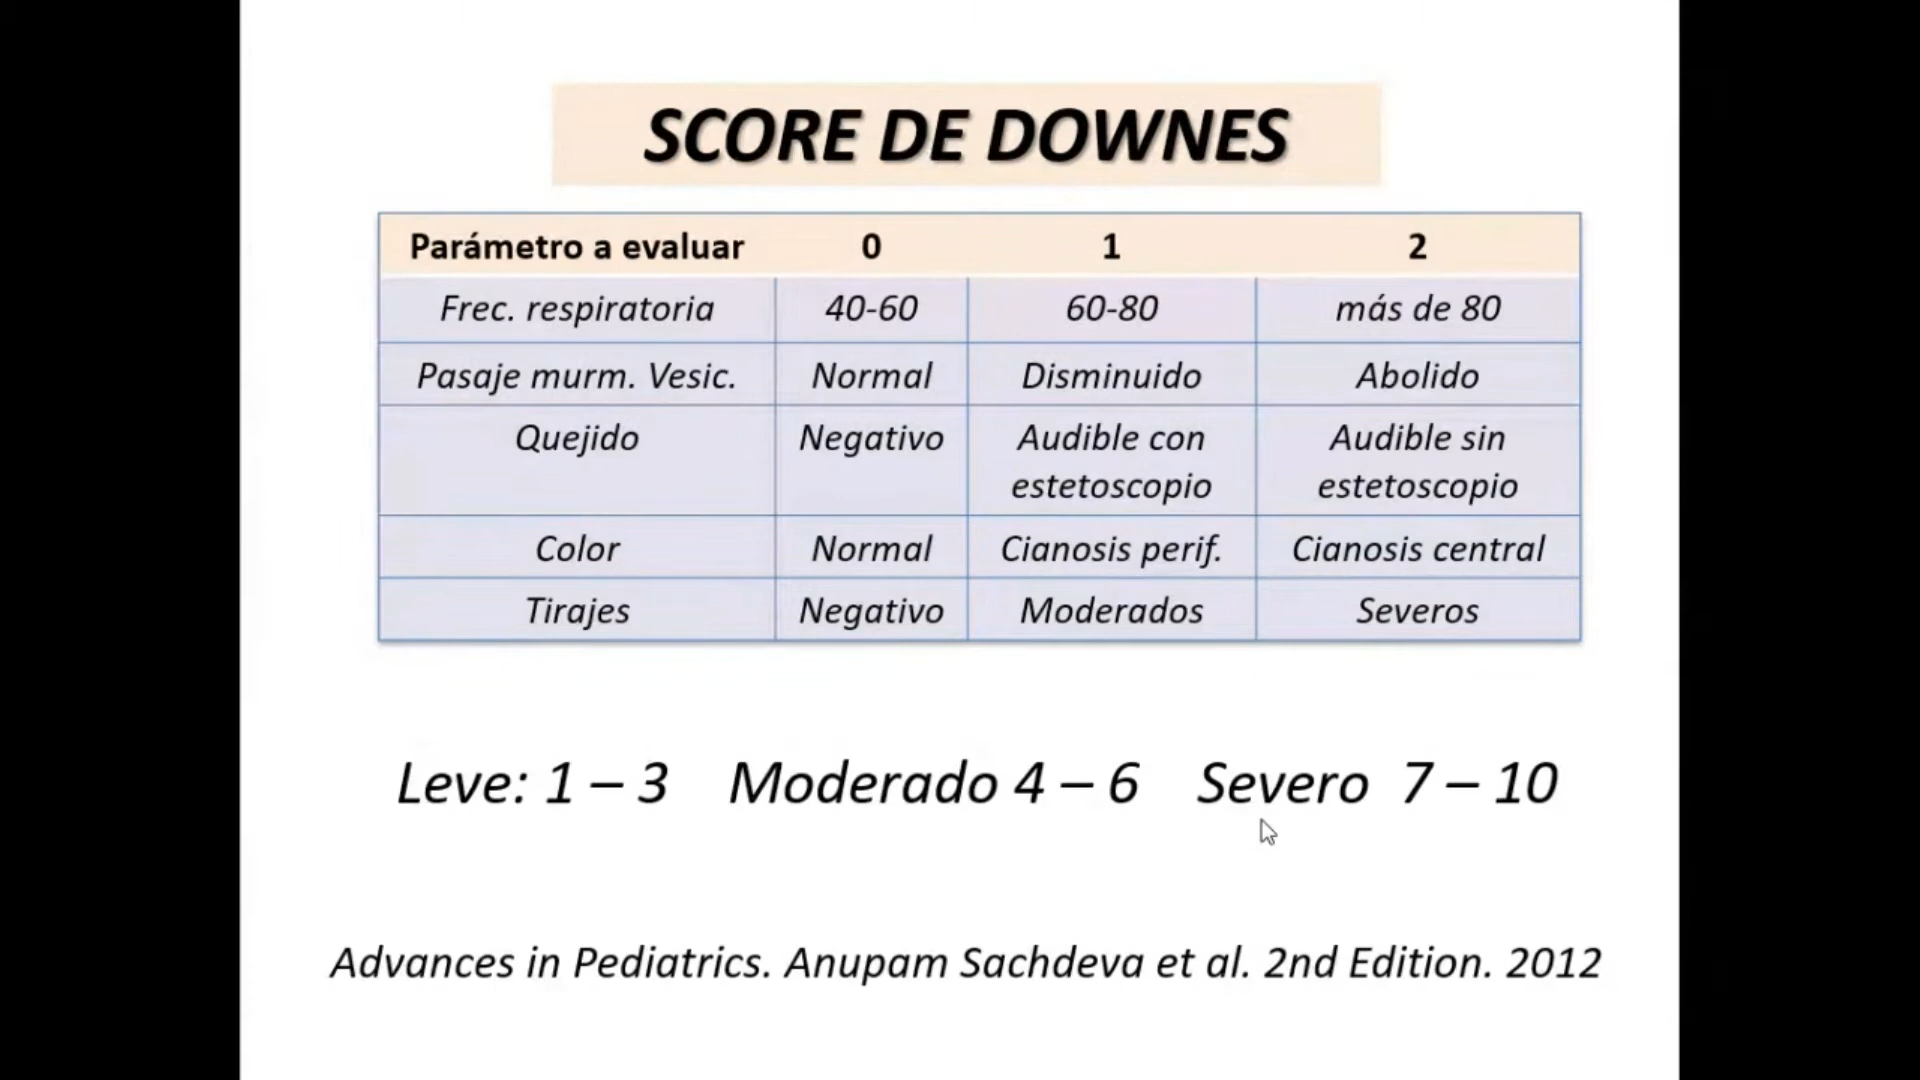 SCORE DE DOWNES
Parámetro a evaluar 0 1 2
Frec. respiratoria 40-60 60-80 más de 80
Pasaje murm. Vesic. Normal Disminuido Abolido
Quejido Negativo Audible con estetoscopio Audible sin estetoscopio
Color Normal Cianosis perif. Cianosis central
Tirajes Negativo Moderados Severos
Leve: 1 – 3 Moderado 4 – 6 Severo 7 – 10
Advances in Pediatrics. Anupam Sachdeva et al. 2nd Edition. 2012